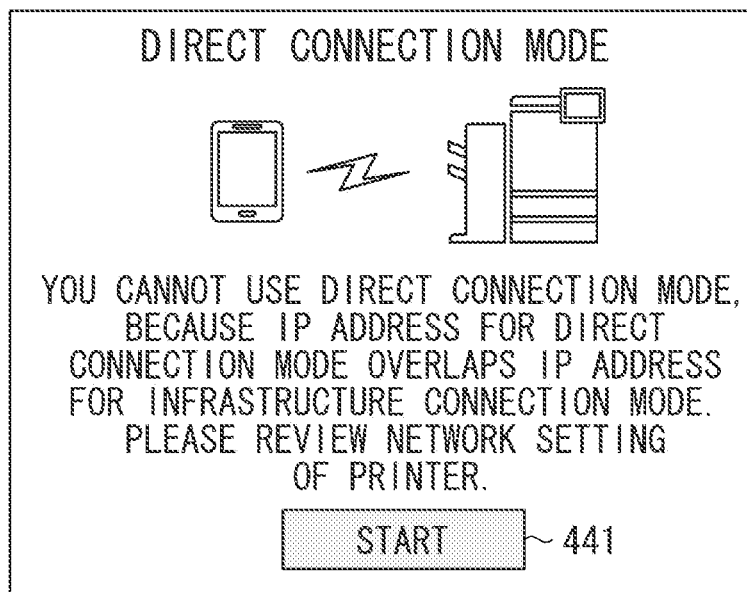 DIRECT CONNECTION MODE
YOU CANNOT USE DIRECT CONNECTION MODE,
BECAUSE IP ADDRESS FOR DIRECT
CONNECTION MODE OVERLAPS IP ADDRESS
FOR INFRASTRUCTURE CONNECTION MODE.
PLEASE REVIEW NETWORK SETTING
OF PRINTER.
START 441